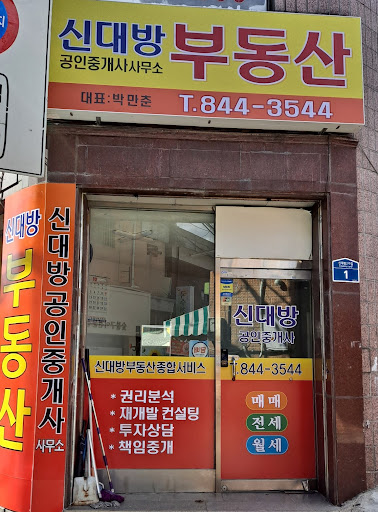 신대방
공인중개사사무소
부동산
대표: 박만춘
T.844-3544
신대방
부동산
신대방공인중개사
사무소
신대방부동산종합서비스
* 권리분석
* 재개발 컨설팅
* 투자상담
* 책임중개
신대방
공인중개사
844-3544
매매
전세
월세
1